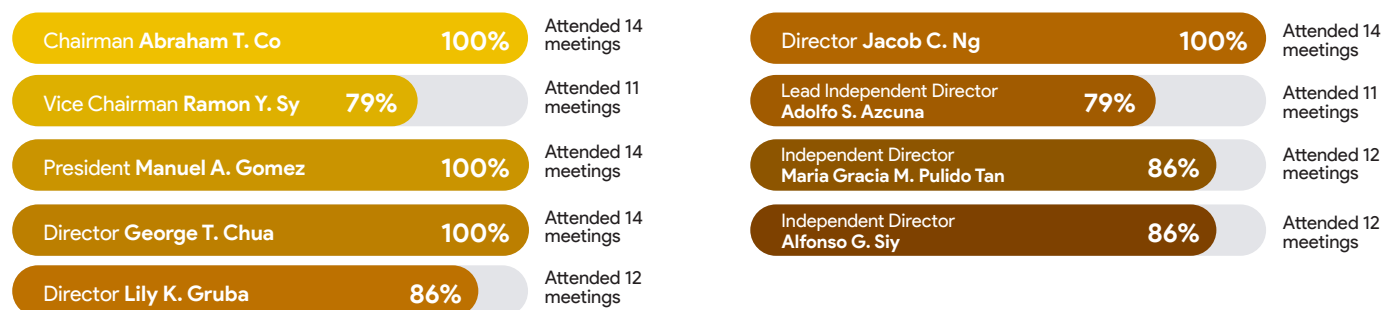 Chairman Abraham T. Co 100%
Attended 14
meetings
Vice Chairman Ramon Y. Sy 79%
Attended 11
meetings
President Manuel A. Gomez 100%
Attended 14
meetings
Director George T. Chua 100%
Attended 14
meetings
Director Lily K. Gruba 86%
Attended 12
meetings
Director Jacob C. Ng 100%
Attended 14
meetings
Lead Independent Director
Adolfo S. Azcuna 79%
Attended 11
meetings
Independent Director
Maria Gracia M. Pulido Tan 86%
Attended 12
meetings
Independent Director
Alfonso G. Siy 86%
Attended 12
meetings